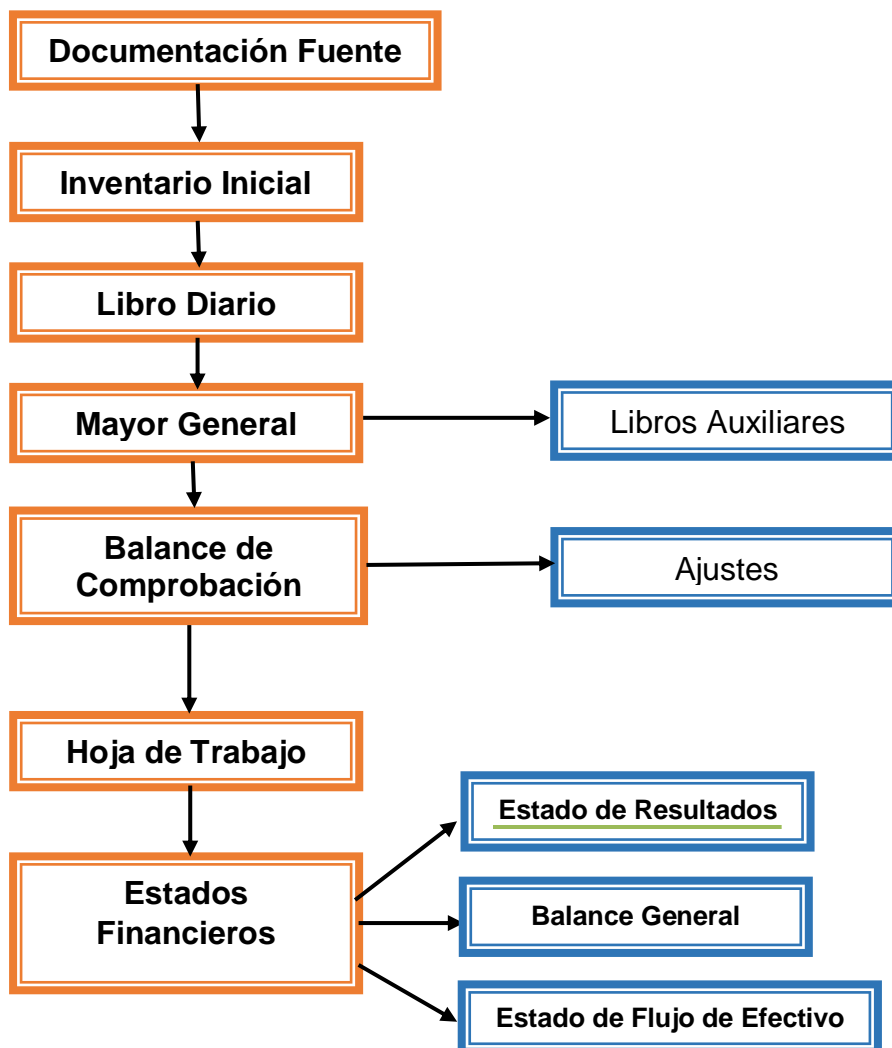 Documentación Fuente
Inventario Inicial
Libro Diario
Mayor General
Libros Auxiliares
Balance de
Comprobación
Ajustes
Hoja de Trabajo
Estados
Financieros
Estado de Resultados
Balance General
Estado de Flujo de Efectivo